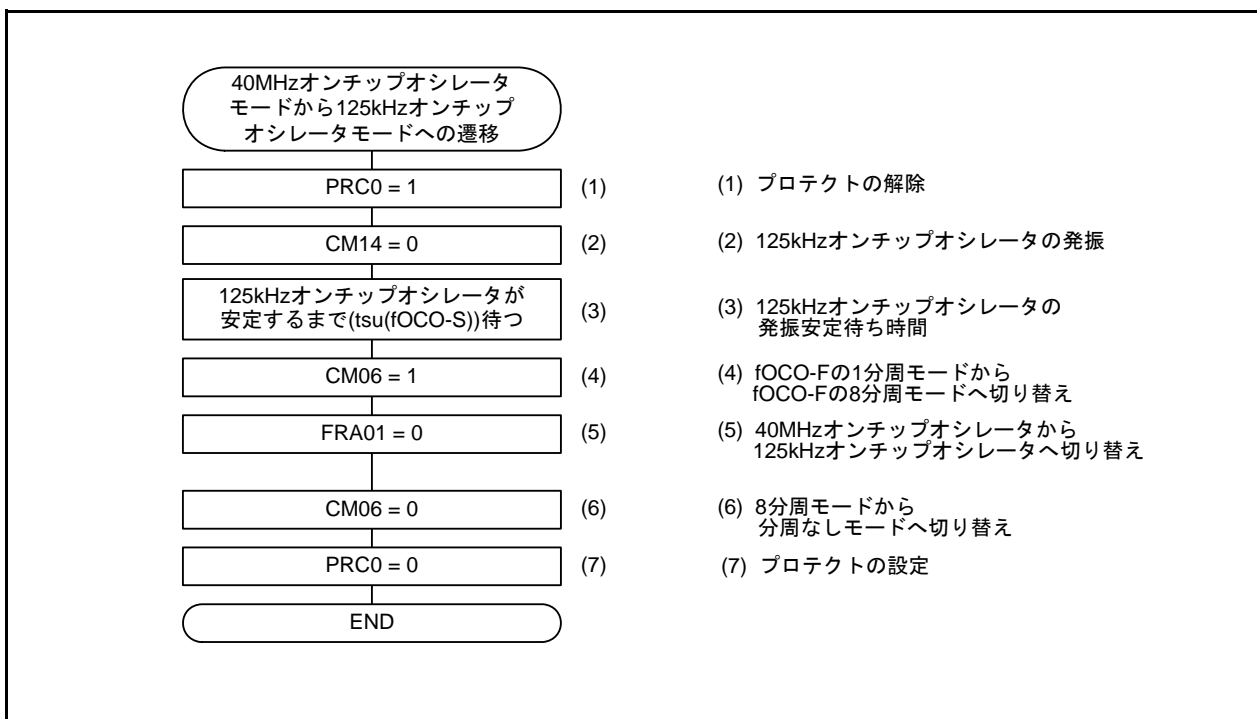 40MHzオンチップオシレータ
モードから125kHzオンチップ
オシレータモードへの遷移
PRC0 = 1
(1)
(1) プロテクトの解除
CM14 = 0
(2)
(2) 125kHzオンチップオシレータの発振
125kHzオンチップオシレータが
安定するまで(tsu(fOCO-S))待つ
(3)
(3) 125kHzオンチップオシレータの
発振安定待ち時間
CM06 = 1
(4)
(4) fOCO-Fの1分周モードから
fOCO-Fの8分周モードへ切り替え
FRA01 = 0
(5)
(5) 40MHzオンチップオシレータから
125kHzオンチップオシレータへ切り替え
CM06 = 0
(6)
(6) 8分周モードから
分周なしモードへ切り替え
PRC0 = 0
(7)
(7) プロテクトの設定
END